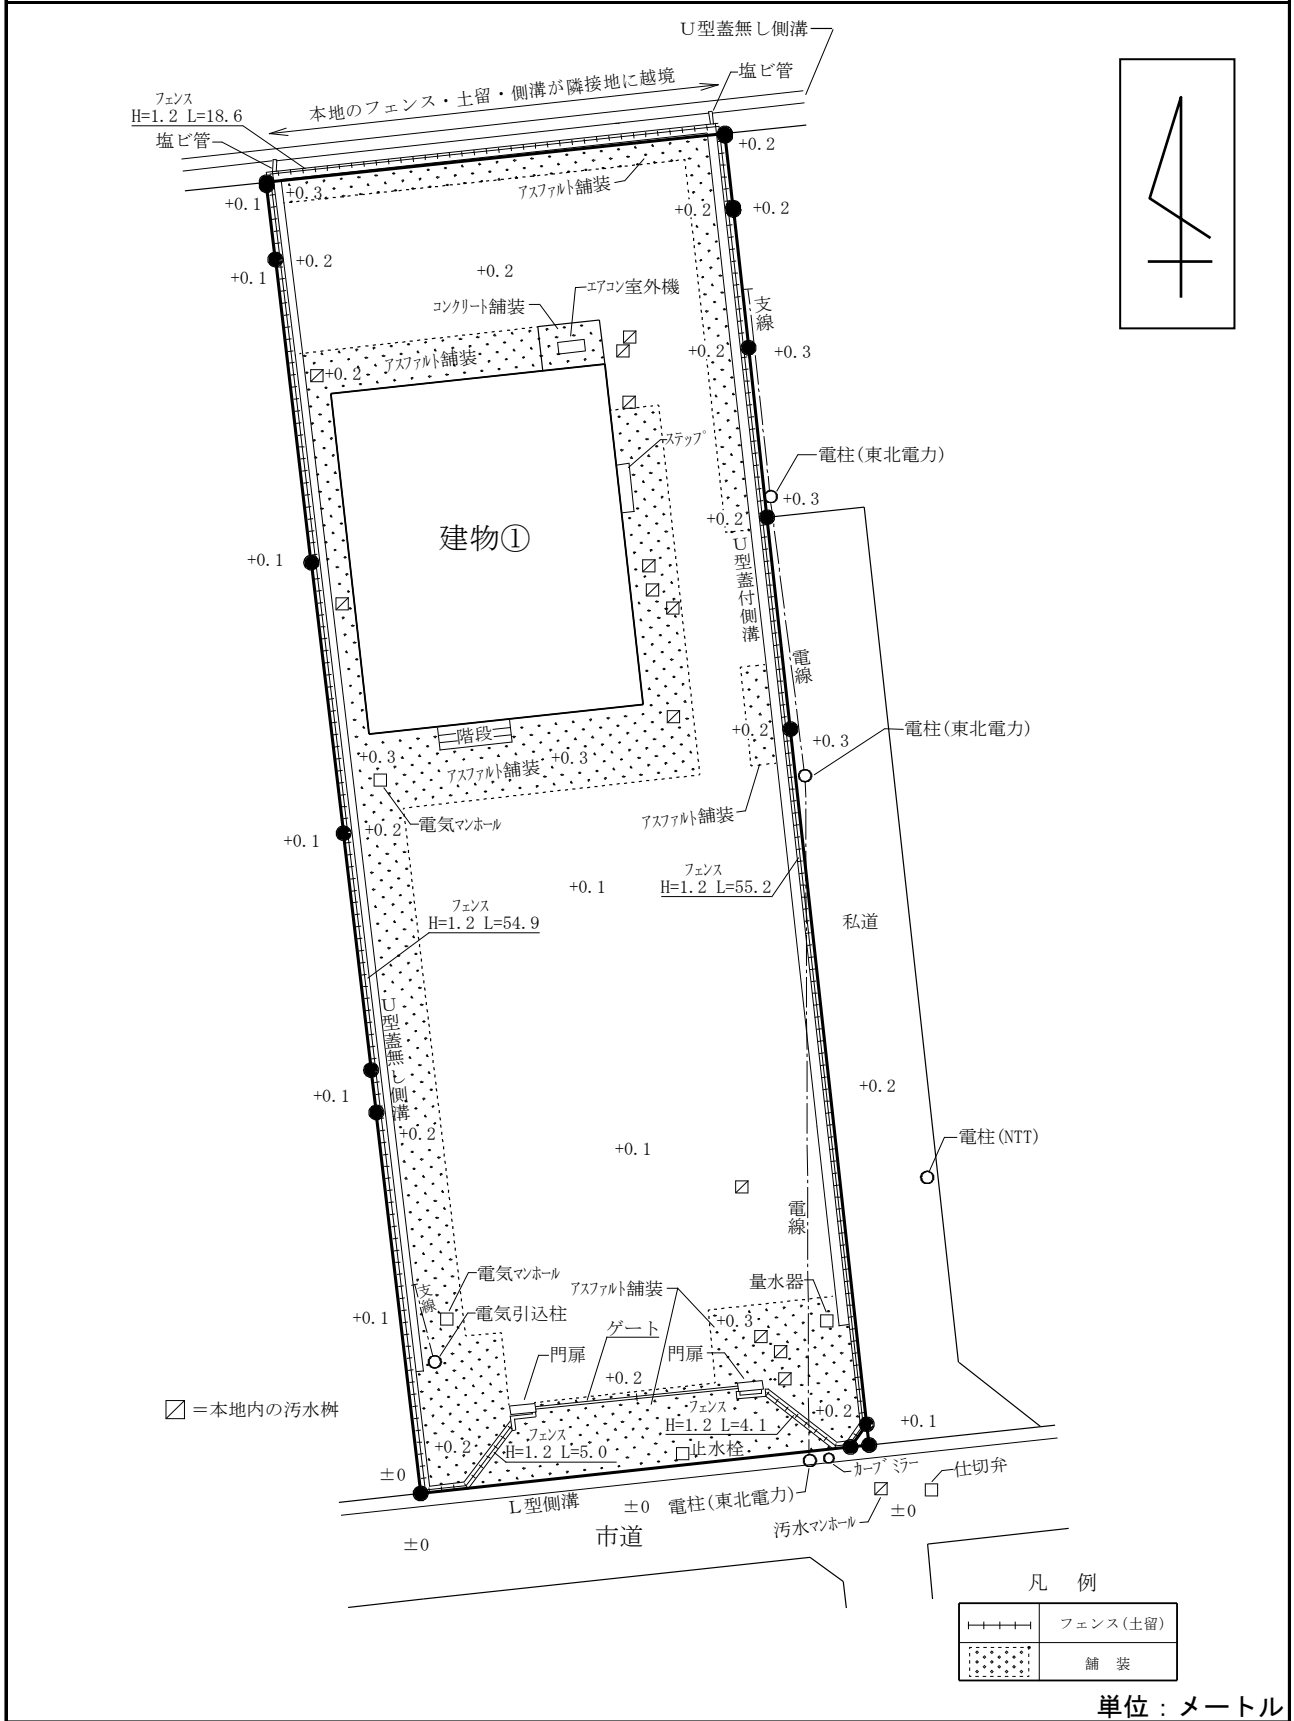 U型蓋無し側溝
塩ビ管
本地のフェンス・土留・側溝が隣接地に越境
フェンス
H=1.2 L=18.6
塩ビ管
+0.2
+0.3
アスファルト舗装
+0.1
+0.2
+0.2
+0.2
+0.1
+0.2
エアコン室外機
コンクリート舗装
支線
+0.2
+0.3
アスファルト舗装
+0.2
ステップ
電柱(東北電力)
+0.3
+0.2
建物①
U型蓋付側溝
+0.1
電線
+0.2
+0.3
電柱(東北電力)
階段
+0.3
+0.3
アスファルト舗装
アスファルト舗装
電気マンホール
+0.2
+0.1
フェンス
H=1.2 L=55.2
+0.1
フェンス
H=1.2 L=54.9
私道
U型蓋無し側溝
+0.2
+0.1
+0.2
+0.1
電柱(NTT)
電線
電気マンホール
アスファルト舗装
量水器
支線
+0.1
電気引込柱
+0.3
ゲート
門扉
門扉
+0.2
=本地内の汚水桝
フェンス
H=1.2 L=4.1
+0.2
+0.1
フェンス
H=1.2 L=5.0
+0.2
止水栓
±0
カーブミラー
仕切弁
L型側溝
±0
電柱(東北電力)
汚水マンホール
±0
市道
±0
凡 例
フェンス(土留)
舗 装
単位：メートル